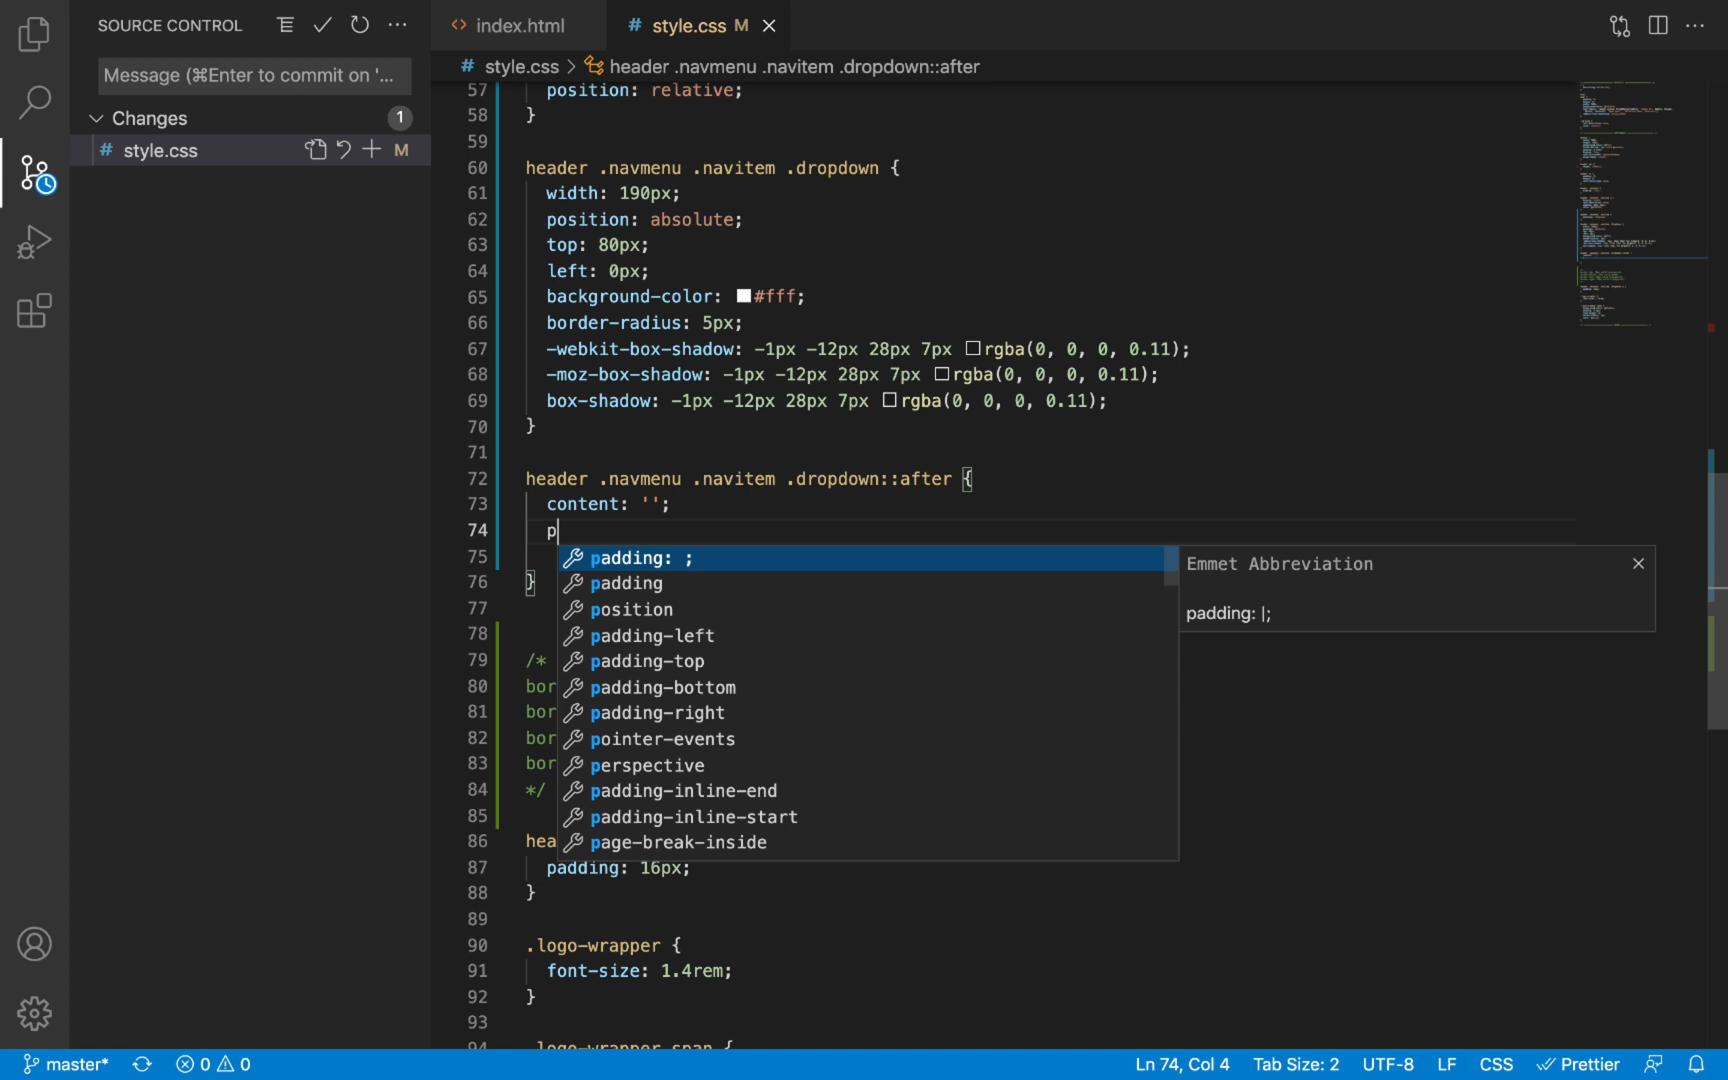 SOURCE CONTROL
index.html
# style.css M
Message (⌘Enter to commit on '...
# style.css > header .navmenu .navitem .dropdown::after
Changes 1
# style.css M
57 position: relative;
58 }
59
60 header .navmenu .navitem .dropdown {
61 width: 190px;
62 position: absolute;
63 top: 80px;
64 left: 0px;
65 background-color: #fff;
66 border-radius: 5px;
67 -webkit-box-shadow: -1px -12px 28px 7px rgba(0, 0, 0, 0.11);
68 -moz-box-shadow: -1px -12px 28px 7px rgba(0, 0, 0, 0.11);
69 box-shadow: -1px -12px 28px 7px rgba(0, 0, 0, 0.11);
70 }
71
72 header .navmenu .navitem .dropdown::after {
73 content: '';
74 p
75 padding: ; Emmet Abbreviation
76 } padding
77 position padding: |;
78 padding-left
79 /* padding-top
80 bor padding-bottom
81 bor padding-right
82 bor pointer-events
83 bor perspective
84 */ padding-inline-end
85 padding-inline-start
86 hea page-break-inside
87 padding: 16px;
88 }
89
90 .logo-wrapper {
91 font-size: 1.4rem;
92 }
93
94 .logo-wrapper span {
master* 0 0 Ln 74, Col 4 Tab Size: 2 UTF-8 LF CSS Prettier